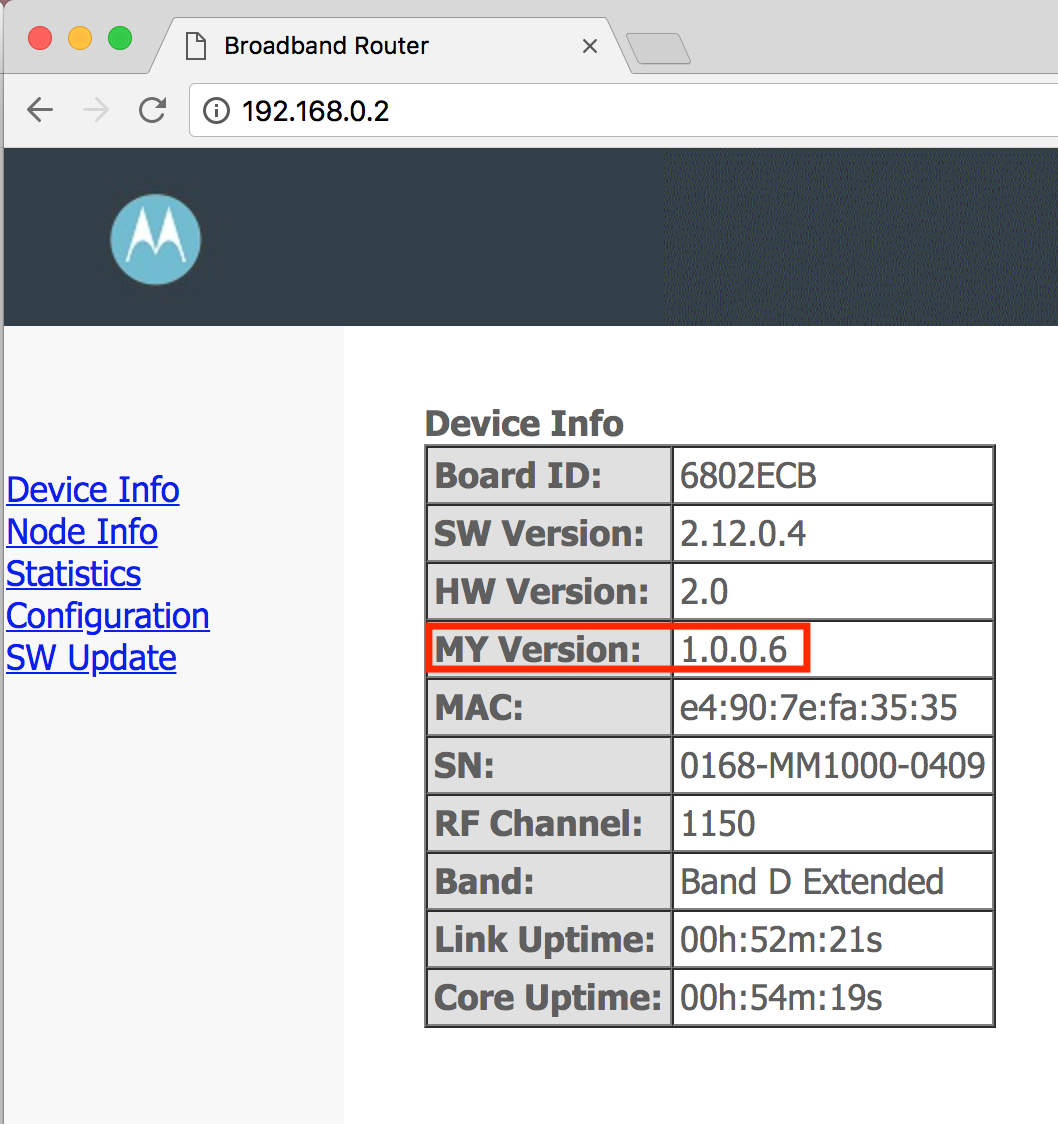 Broadband Router
192.168.0.2
Device Info
Node Info
Statistics
Configuration
SW Update
Device Info
Board ID: 6802ECB
SW Version: 2.12.0.4
HW Version: 2.0
MY Version: 1.0.0.6
MAC: e4:90:7e:fa:35:35
SN: 0168-MM1000-0409
RF Channel: 1150
Band: Band D Extended
Link Uptime: 00h:52m:21s
Core Uptime: 00h:54m:19s